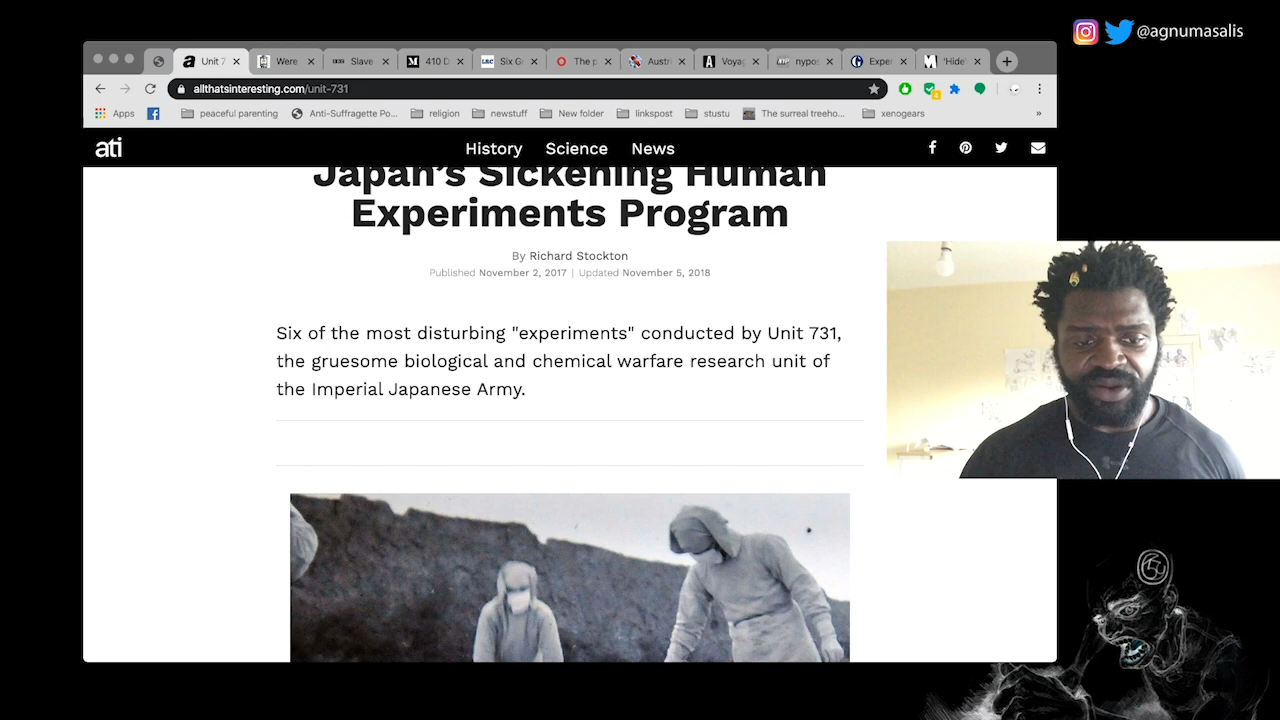 @agnumasalis
Unit 7
Were
Slave
410 D
LRC
Six G
The p
Austr
Voyag
nypos
Exper
'Hide'
allthatsinteresting.com/unit-731
Apps
peaceful parenting
Anti-Suffragette Po...
religion
newstuff
New folder
linkspost
stustu
The surreal treeho...
xenogears
»
ati
History
Science
News
Japan's Sickening Human
Experiments Program
By Richard Stockton
Published November 2, 2017 | Updated November 5, 2018
Six of the most disturbing "experiments" conducted by Unit 731,
the gruesome biological and chemical warfare research unit of
the Imperial Japanese Army.